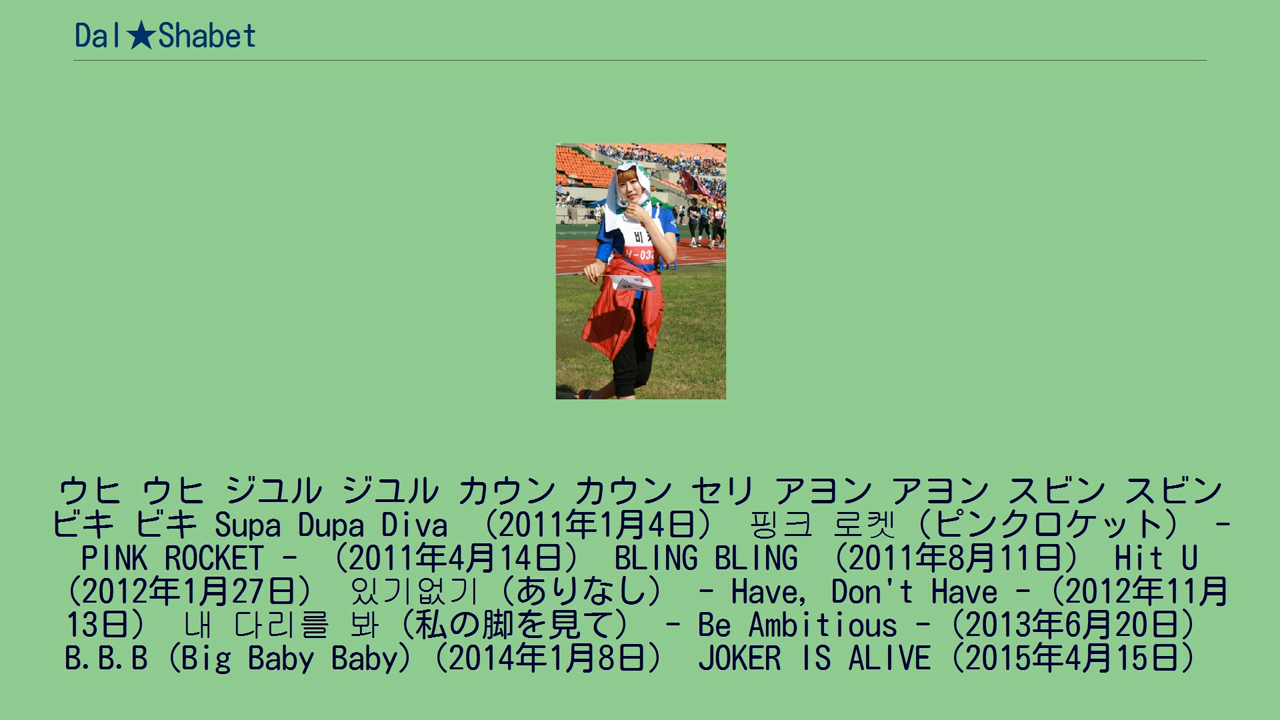 Dal★Shabet
비
H-032
ウヒ ウヒ ジユル ジユル カウン カウン セリ アヨン アヨン スビン スビン
ビキ ビキ Supa Dupa Diva （2011年1月4日） 핑크 로켓（ピンクロケット） -
PINK ROCKET - （2011年4月14日） BLING BLING （2011年8月11日） Hit U
（2012年1月27日） 있기없기（ありなし） - Have, Don't Have -（2012年11月
13日） 내 다리를 봐（私の脚を見て） - Be Ambitious -（2013年6月20日）
B.B.B（Big Baby Baby）（2014年1月8日） JOKER IS ALIVE（2015年4月15日）